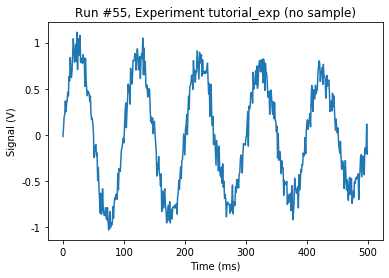 Run #55, Experiment tutorial_exp (no sample)
1
0.5
0
-0.5
-1
Signal (V)
0 100 200 300 400 500
Time (ms)